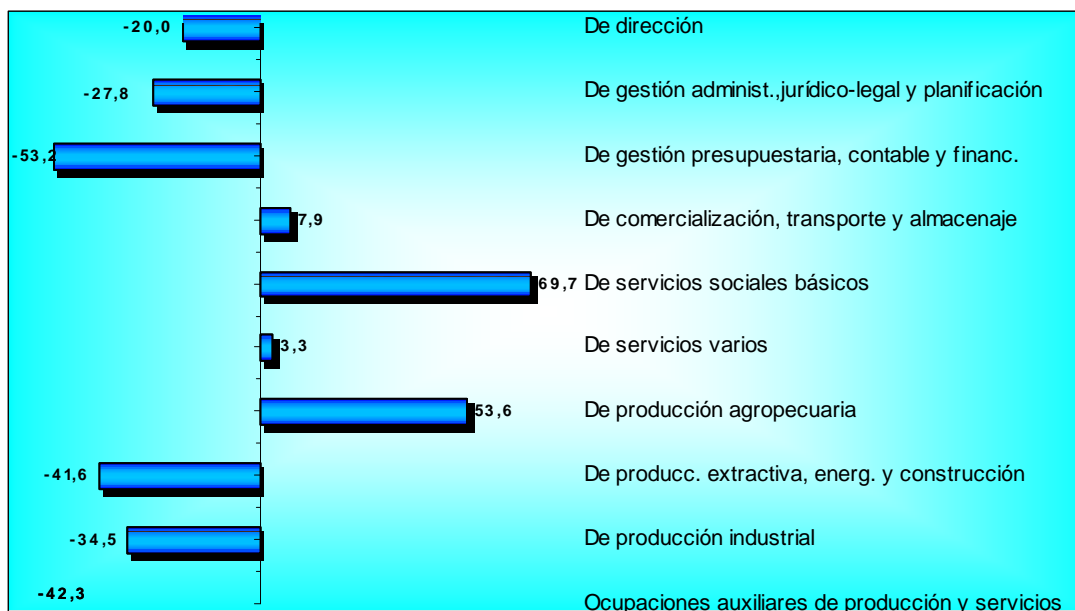 -20,0 De dirección
-27,8 De gestión administ.,jurídico-legal y planificación
-53,2 De gestión presupuestaria, contable y financ.
7,9 De comercialización, transporte y almacenaje
69,7 De servicios sociales básicos
3,3 De servicios varios
53,6 De producción agropecuaria
-41,6 De producc. extractiva, energ. y construcción
-34,5 De producción industrial
-42,3 Ocupaciones auxiliares de producción y servicios